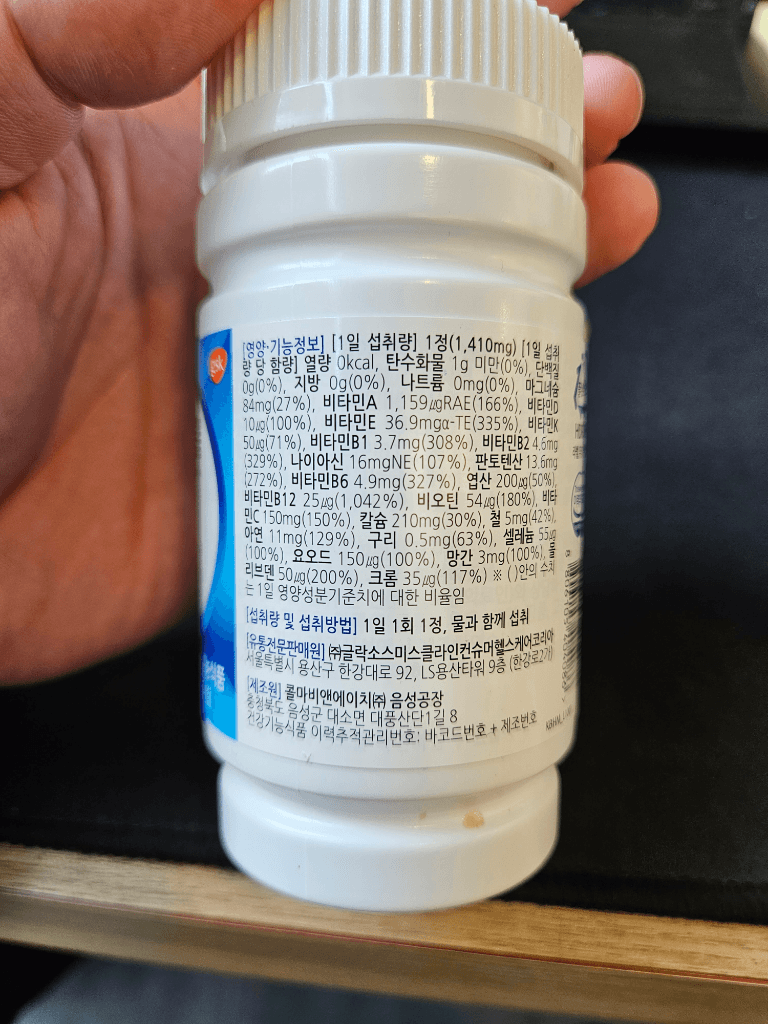 gsk
[영양·기능정보] [1일 섭취량] 1정(1,410mg) [1일 섭취
량 당 함량] 열량 0kcal, 탄수화물 1g 미만(0%), 단백질
0g(0%), 지방 0g(0%), 나트륨 0mg(0%), 마그네슘
84mg(27%), 비타민A 1,159㎍RAE(166%), 비타민D
10㎍(100%), 비타민E 36.9mgα-TE(335%), 비타민K
50㎍(71%), 비타민B1 3.7mg(308%), 비타민B2 4.6mg
(329%), 나이아신 16mgNE(107%), 판토텐산 13.6mg
(272%), 비타민B6 4.9mg(327%), 엽산 200㎍(50%),
비타민B12 25㎍(1,042%), 비오틴 54㎍(180%), 비타
민C 150mg(150%), 칼슘 210mg(30%), 철 5mg(42%),
아연 11mg(129%), 구리 0.5mg(63%), 셀레늄 55㎍
(100%), 요오드 150㎍(100%), 망간 3mg(100%), 몰
리브덴 50㎍(200%), 크롬 35㎍(117%) ※ ( )안의 수치
는 1일 영양성분기준치에 대한 비율임
[섭취량 및 섭취방법] 1일 1회 1정, 물과 함께 섭취
[유통전문판매원] ㈜글락소스미스클라인컨슈머헬스케어코리아
서울특별시 용산구 한강대로 92, LS용산타워 9층 (한강로2가)
[제조원] 콜마비앤에이치㈜ 음성공장
충청북도 음성군 대소면 대풍산단1길 8
건강기능식품 이력추적관리번호: 바코드번호 + 제조번호